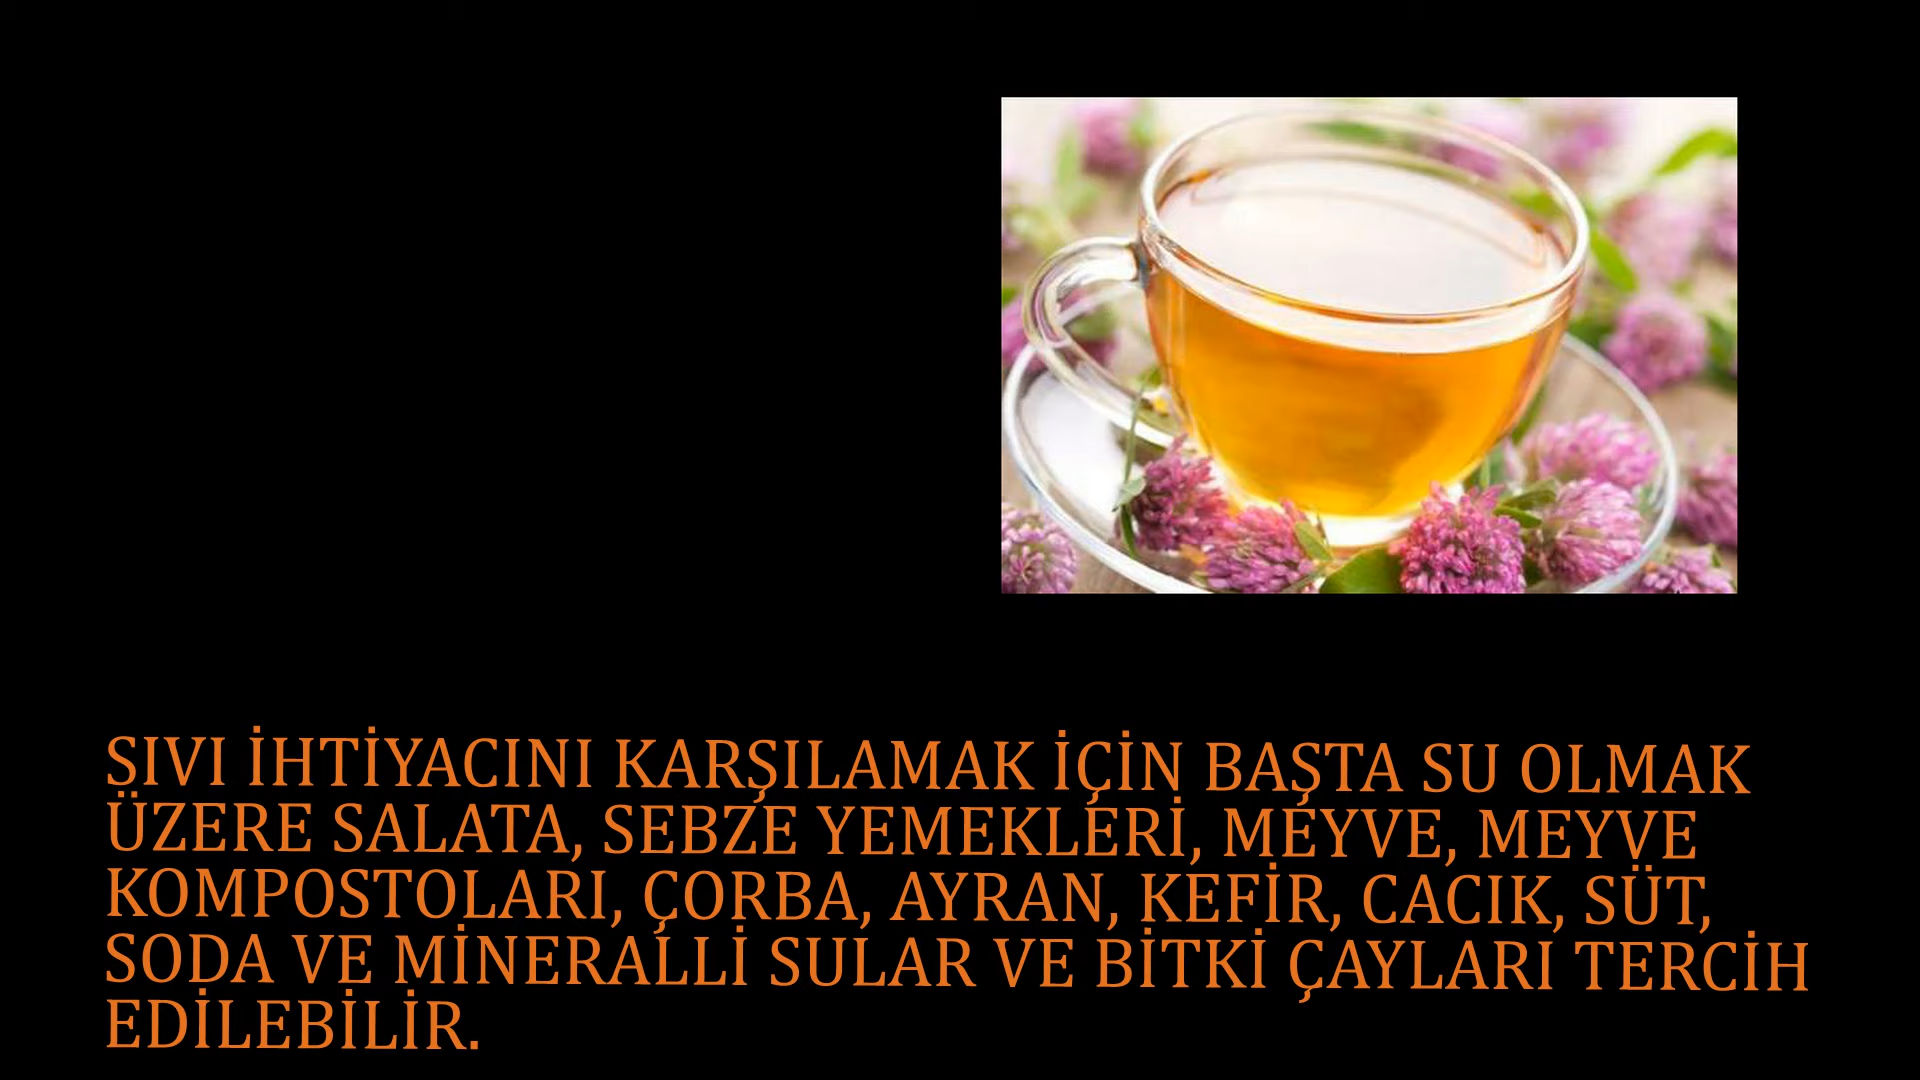 SIVI İHTİYACINI KARŞILAMAK İÇİN BAŞTA SU OLMAK
ÜZERE SALATA, SEBZE YEMEKLERİ, MEYVE, MEYVE
KOMPOSTOLARI, ÇORBA, AYRAN, KEFİR, CACIK, SÜT,
SODA VE MİNERALLİ SULAR VE BİTKİ ÇAYLARI TERCİH
EDİLEBİLİR.